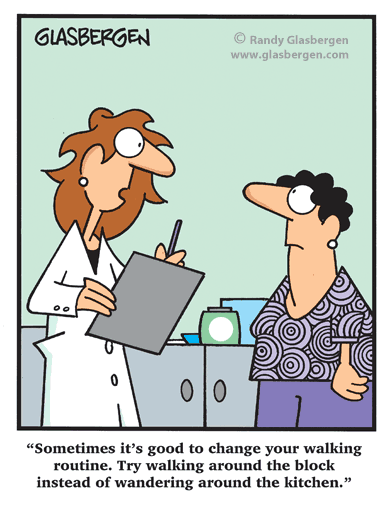 GLASBERGEN
© Randy Glasbergen
www.glasbergen.com
“Sometimes it’s good to change your walking
routine. Try walking around the block
instead of wandering around the kitchen.”